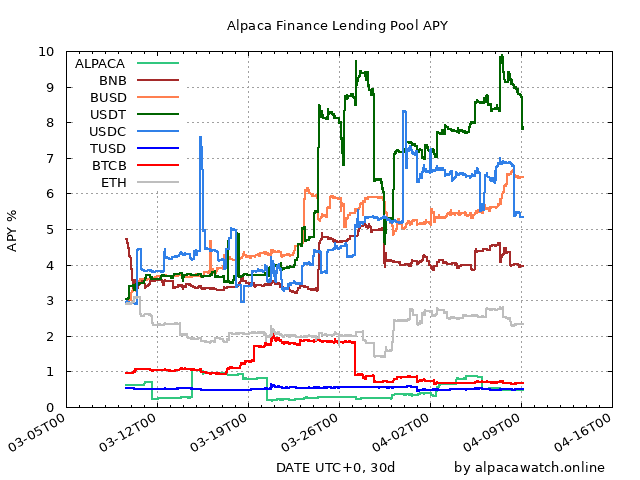 Alpaca Finance Lending Pool APY
10
9
8
7
6
5
4
3
2
1
0
APY %
ALPACA
BNB
BUSD
USDT
USDC
TUSD
BTCB
ETH
03-05T00
03-12T00
03-19T00
03-26T00
04-02T00
04-09T00
04-16T00
DATE UTC+0, 30d
by alpacawatch.online